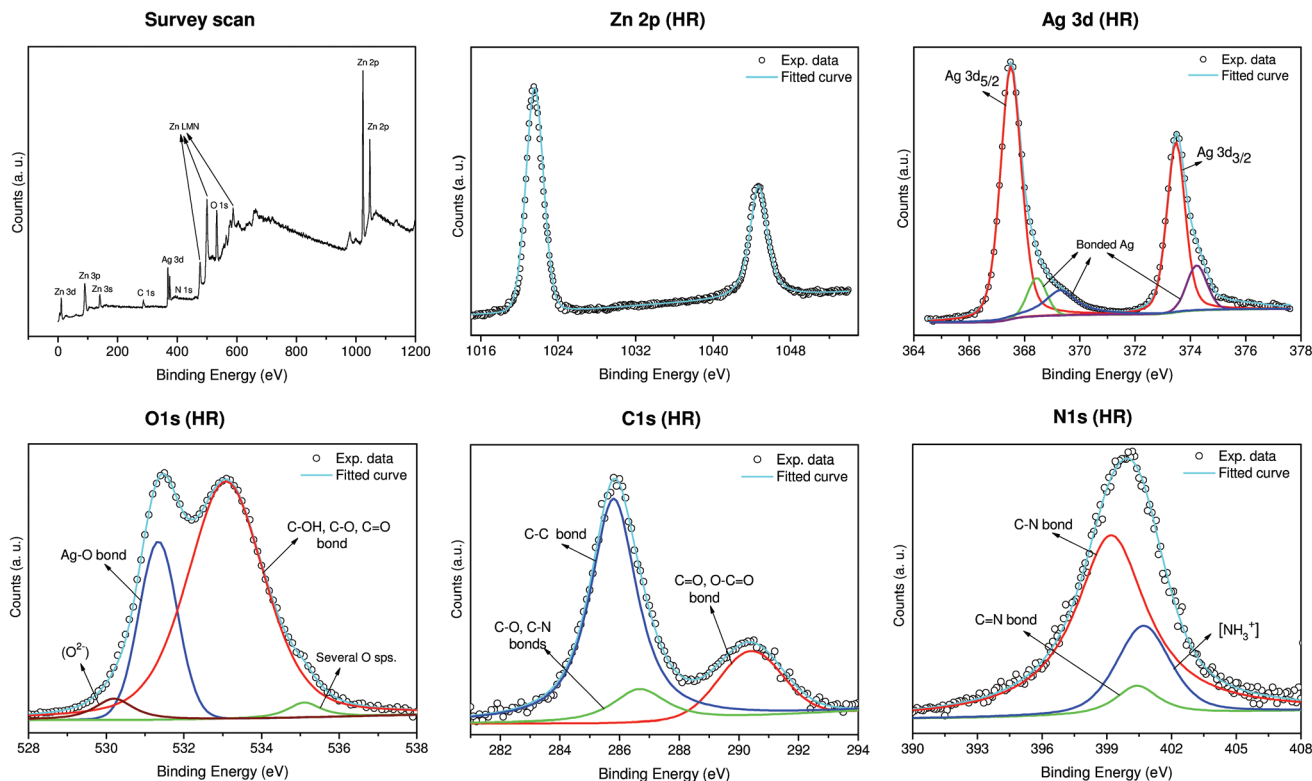 Survey scan
Zn 2p
Zn LMN
Zn 2p
O 1s
Ag 3d
Zn 3p
Zn 3s
Zn 3d
C 1s
N 1s
Counts (a. u.)
0 200 400 600 800 1000 1200
Binding Energy (eV)
Zn 2p (HR)
Exp. data
Fitted curve
Counts (a. u.)
1016 1024 1032 1040 1048
Binding Energy (eV)
Ag 3d (HR)
Exp. data
Fitted curve
Ag 3d5/2
Ag 3d3/2
Bonded Ag
Counts (a. u.)
364 366 368 370 372 374 376 378
Binding Energy (eV)
O1s (HR)
Exp. data
Fitted curve
C-OH, C-O, C=O
bond
Ag-O bond
(O2-)
Several O sps.
Counts (a. u.)
528 530 532 534 536 538
Binding Energy (eV)
C1s (HR)
Exp. data
Fitted curve
C-C bond
C=O, O-C=O
bond
C-O, C-N
bonds
Counts (a. u.)
282 284 286 288 290 292 294
Binding Energy (eV)
N1s (HR)
Exp. data
Fitted curve
C-N bond
C=N bond
[NH3+]
Counts (a. u.)
390 393 396 399 402 405 408
Binding Energy (eV)